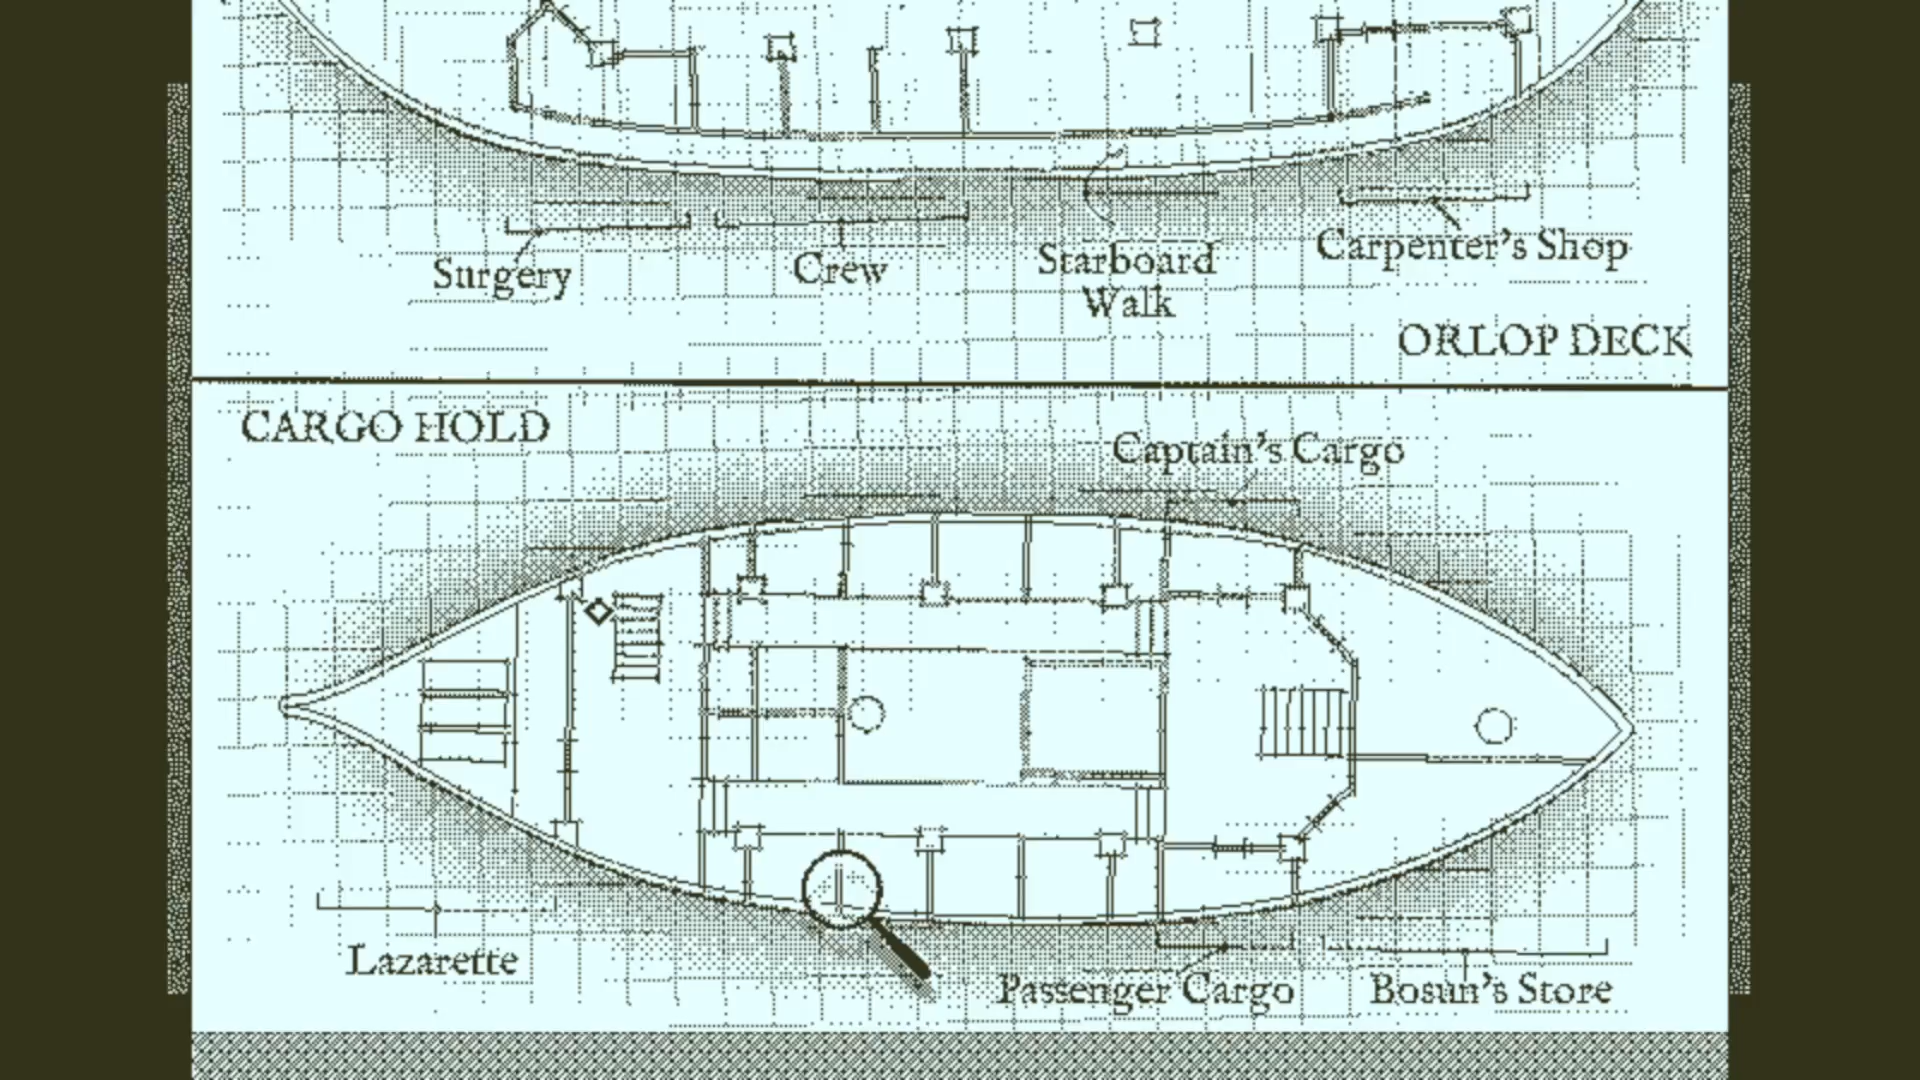 Surgery
Crew
Starboard
Walk
Carpenter's Shop
ORLOP DECK
CARGO HOLD
Captain's Cargo
Lazarette
Passenger Cargo
Bosun's Store